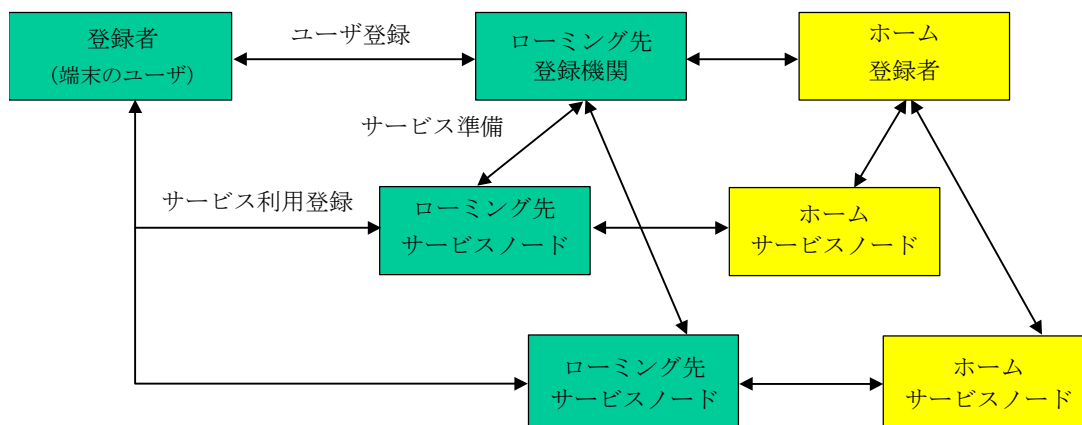 登録者
（端末のユーザ）
ユーザ登録
ローミング先
登録機関
ホーム
登録者
サービス準備
サービス利用登録
ローミング先
サービスノード
ホーム
サービスノード
ローミング先
サービスノード
ホーム
サービスノード